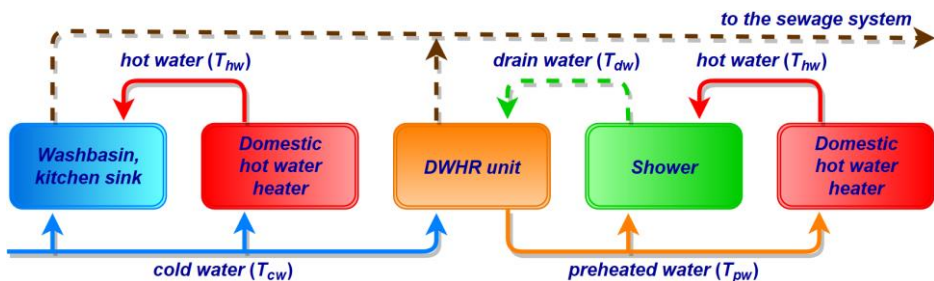 to the sewage system
hot water (Thw)
drain water (Tdw)
hot water (Thw)
Washbasin,
kitchen sink
Domestic
hot water
heater
DWHR unit
Shower
Domestic
hot water
heater
cold water (Tcw)
preheated water (Tpw)